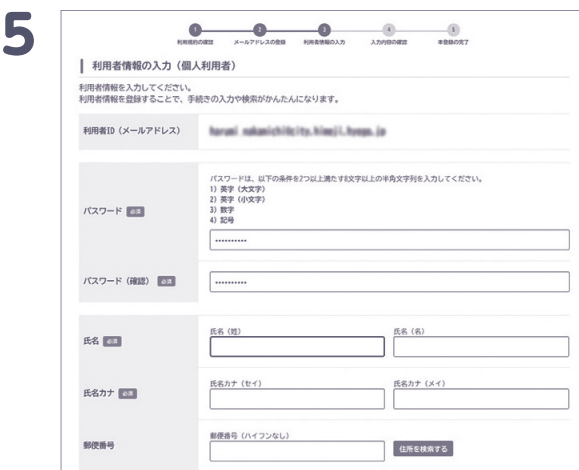 5
1 2 3 4 5
利用規約の確認 メールアドレスの登録 利用者情報の入力 入力内容の確認 本登録の完了
利用者情報の入力（個人利用者）
利用者情報を入力してください。
利用者情報を登録することで、手続きの入力や検索がかんたんになります。
利用者ID（メールアドレス）
パスワードは、以下の条件を2つ以上満たす8文字以上の半角文字列を入力してください。
1) 英字（大文字）
2) 英字（小文字）
3) 数字
4) 記号
パスワード 必須
••••••••••
パスワード（確認） 必須
••••••••••
氏名 必須
氏名（姓） 氏名（名）
氏名カナ 必須
氏名カナ（セイ） 氏名カナ（メイ）
郵便番号
郵便番号（ハイフンなし）
住所を検索する